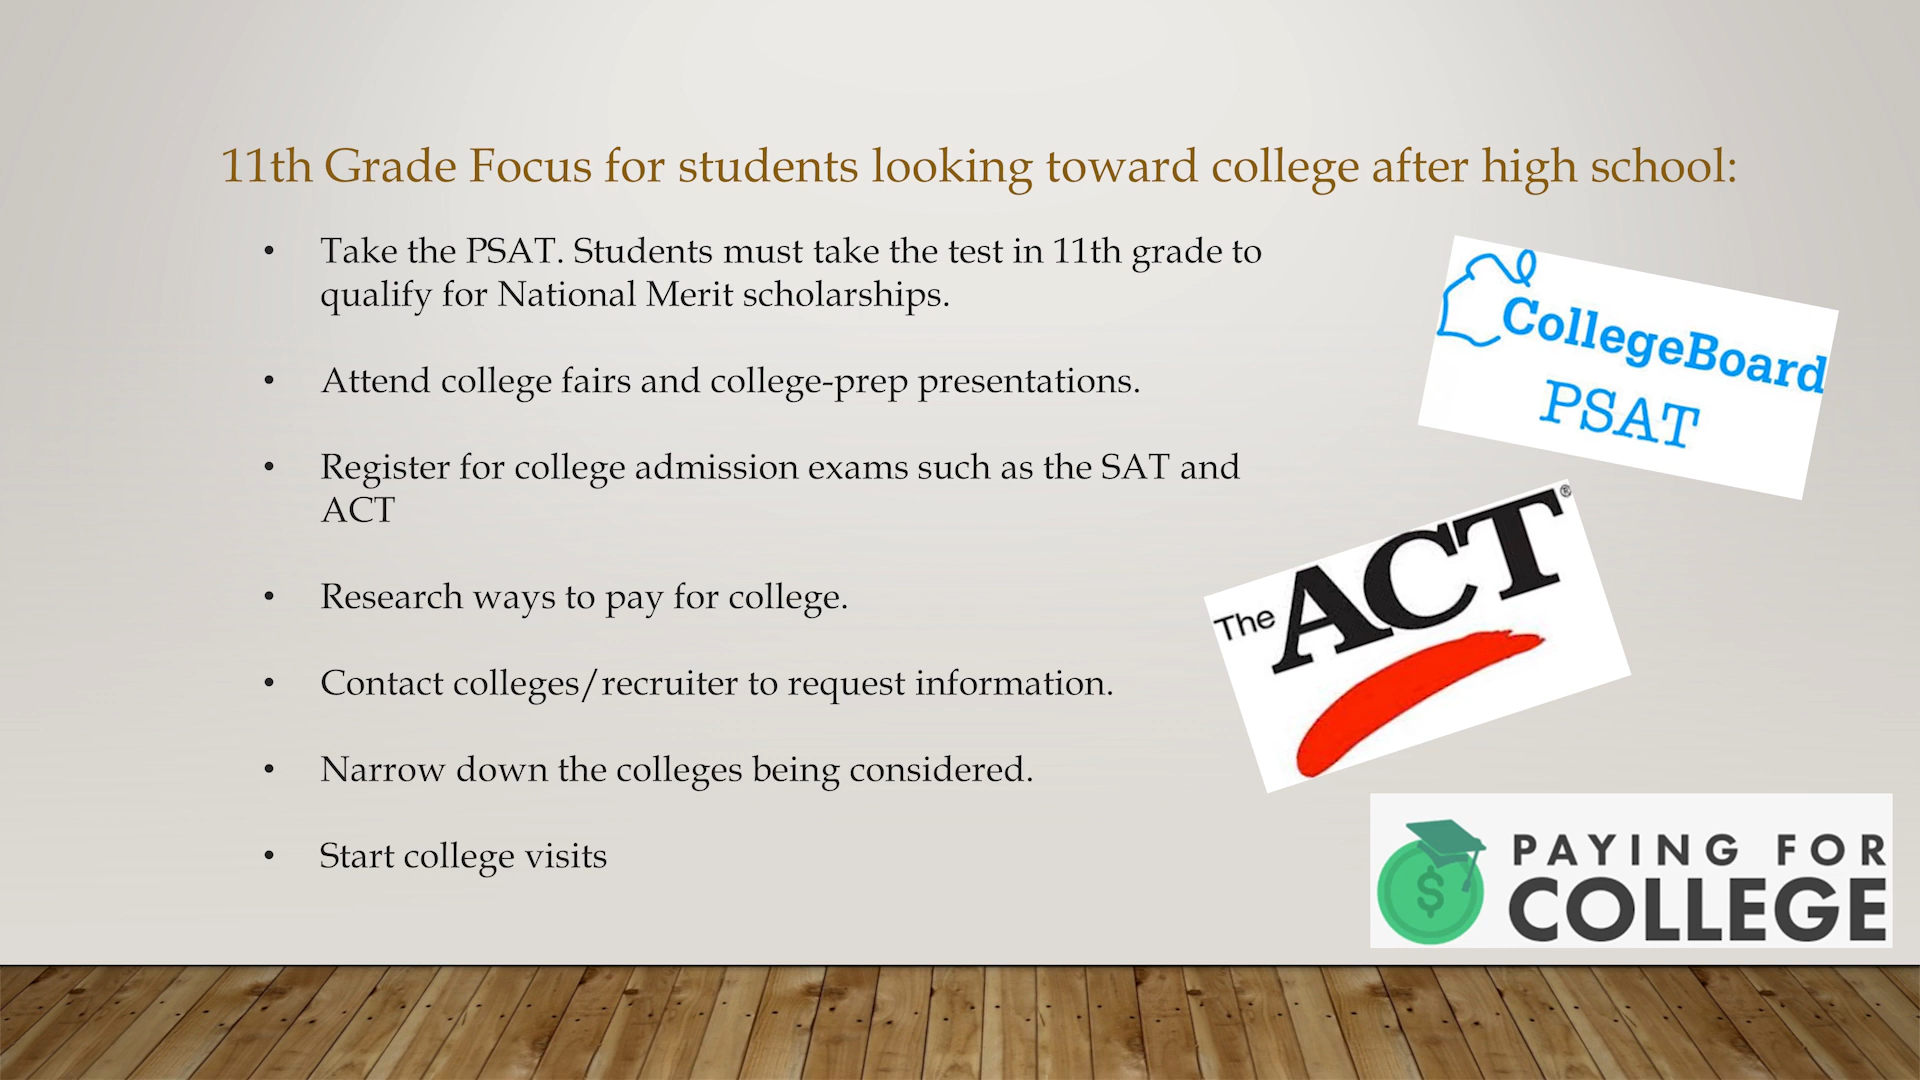 11th Grade Focus for students looking toward college after high school:
• Take the PSAT. Students must take the test in 11th grade to
qualify for National Merit scholarships.
• Attend college fairs and college-prep presentations.
• Register for college admission exams such as the SAT and
ACT
• Research ways to pay for college.
• Contact colleges/recruiter to request information.
• Narrow down the colleges being considered.
• Start college visits
CollegeBoard
PSAT
The ACT®
$
PAYING FOR
COLLEGE